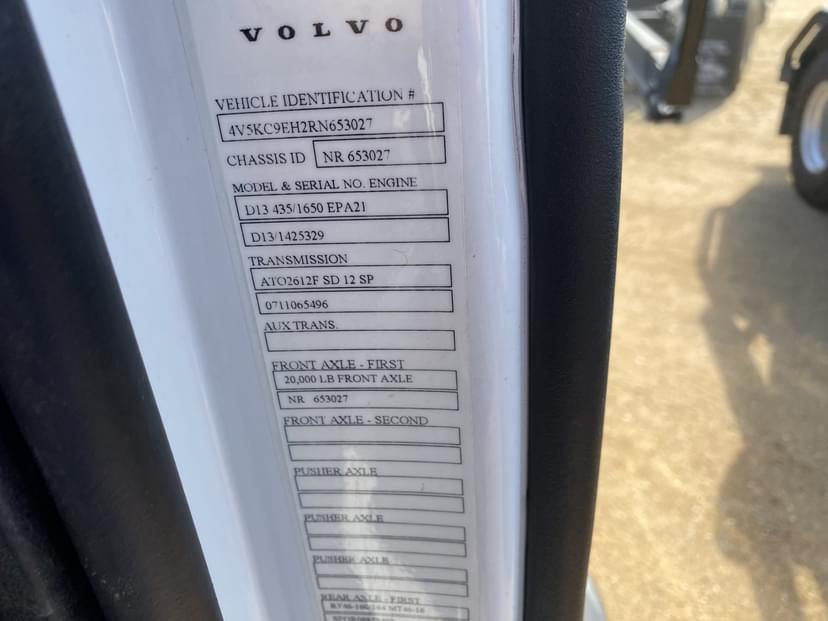 VOLVO
VEHICLE IDENTIFICATION #
4V5KC9EH2RN653027
CHASSIS ID NR 653027
MODEL & SERIAL NO. ENGINE
D13 435/1650 EPA21
D13/1425329
TRANSMISSION
ATO2612F SD 12 SP
0711065496
AUX TRANS.
FRONT AXLE - FIRST
20,000 LB FRONT AXLE
NR 653027
FRONT AXLE - SECOND
PUSHER AXLE
PUSHER AXLE
PUSHER AXLE
REAR AXLE - FIRST